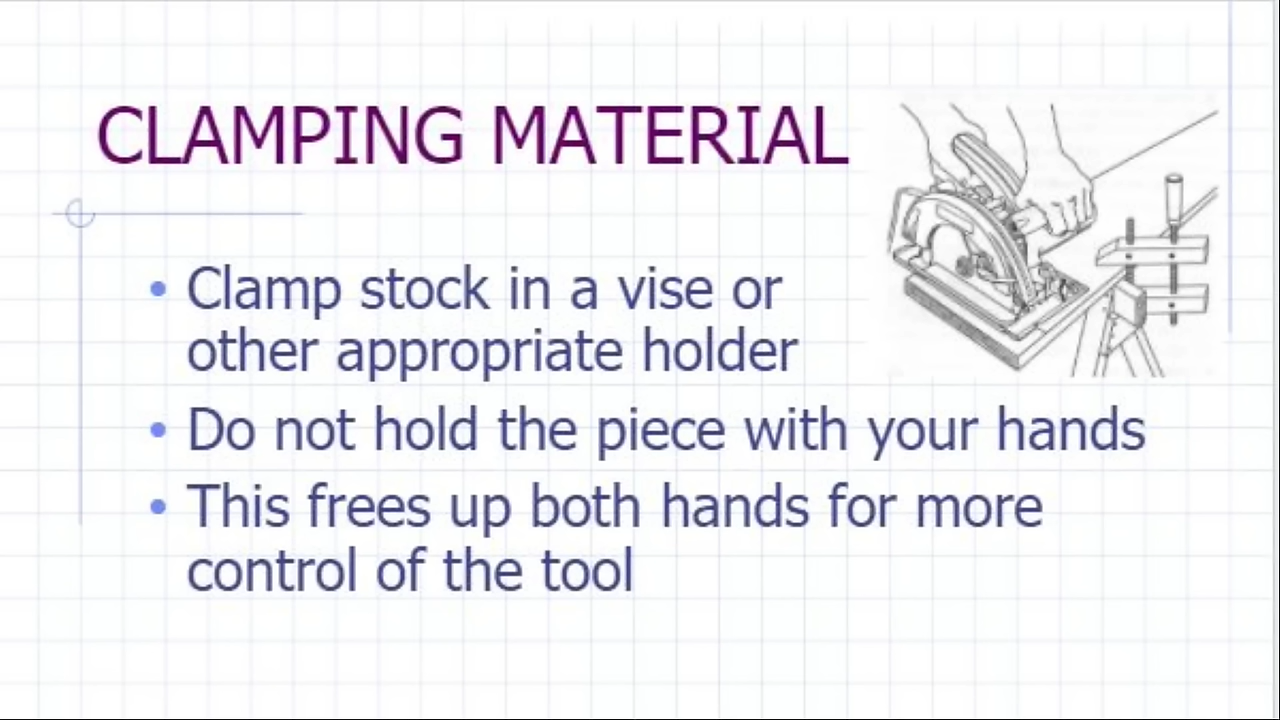 CLAMPING MATERIAL
• Clamp stock in a vise or
other appropriate holder
• Do not hold the piece with your hands
• This frees up both hands for more
control of the tool